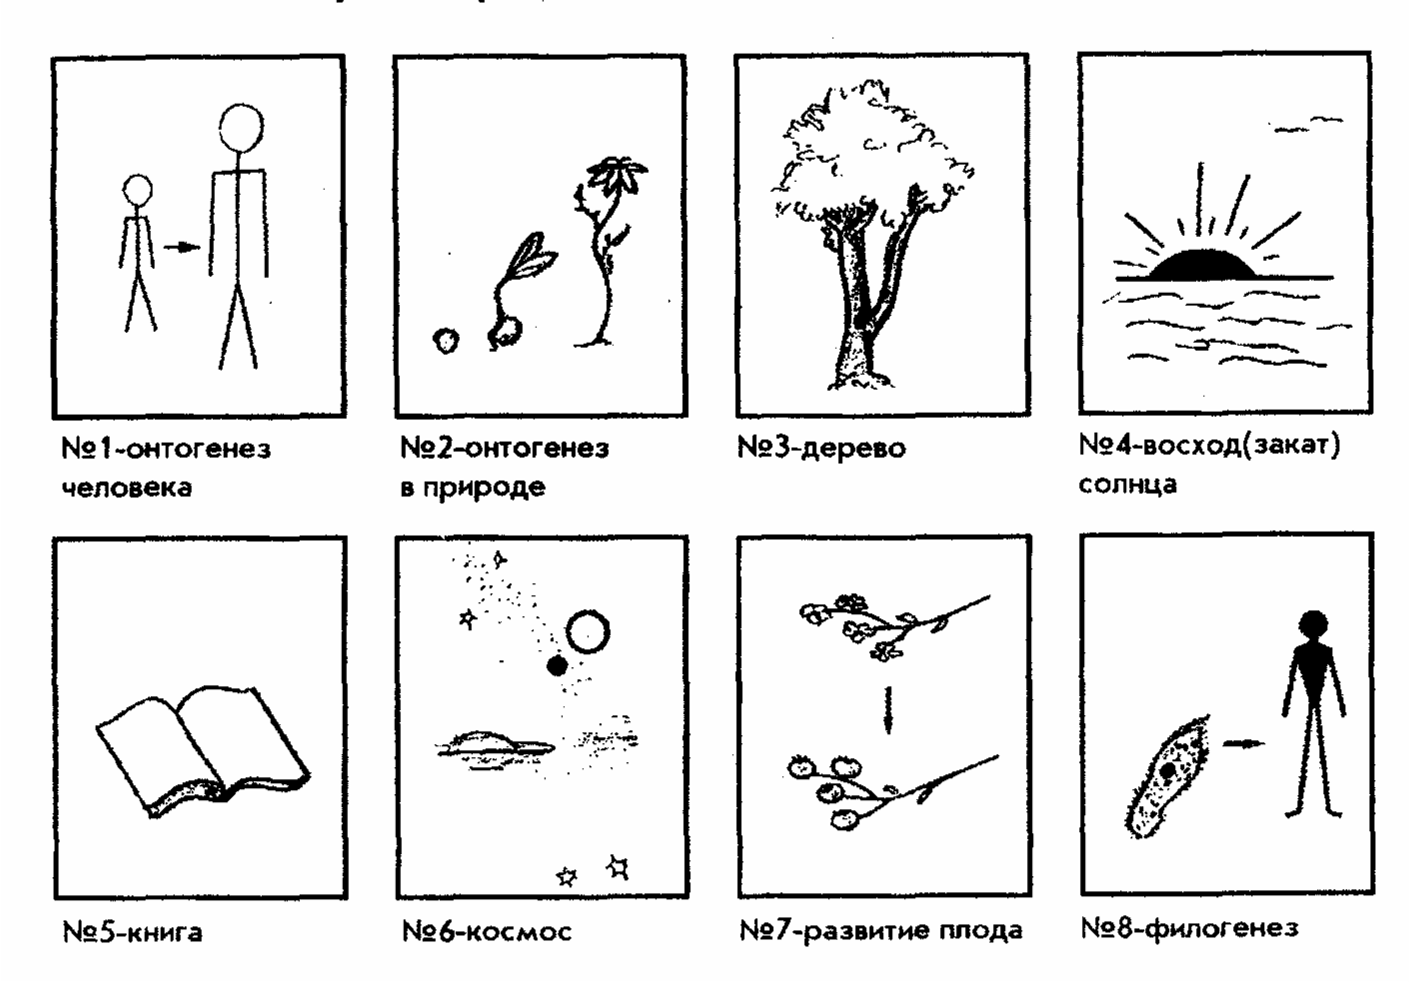 №1-онтогенез
человека
№2-онтогенез
в природе
№3-дерево
№4-восход(закат)
солнца
№5-книга
№6-космос
№7-развитие плода
№8-филогенез